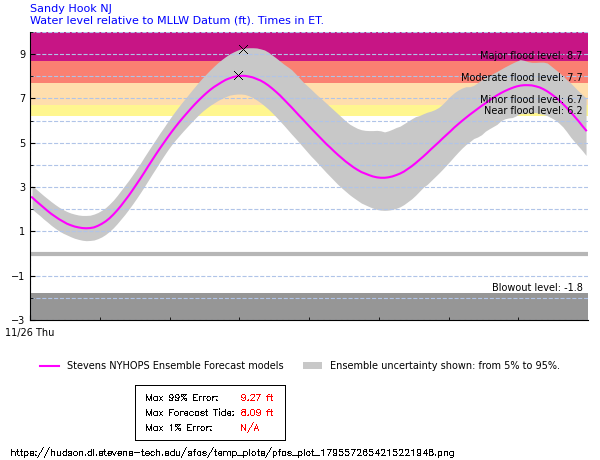 Sandy Hook NJ
Water level relative to MLLW Datum (ft). Times in ET.
9
7
5
3
1
−1
−3
Major flood level: 8.7
Moderate flood level: 7.7
Minor flood level: 6.7
Near flood level: 6.2
Blowout level: -1.8
11/26 Thu
Stevens NYHOPS Ensemble Forecast models
Ensemble uncertainty shown: from 5% to 95%.
Max 99% Error: 9.27 ft
Max Forecast Tide: 8.09 ft
Max 1% Error: N/A
https://hudson.dl.stevens-tech.edu/sfas/temp_plots/pfas_plot_1795572654215221948.png